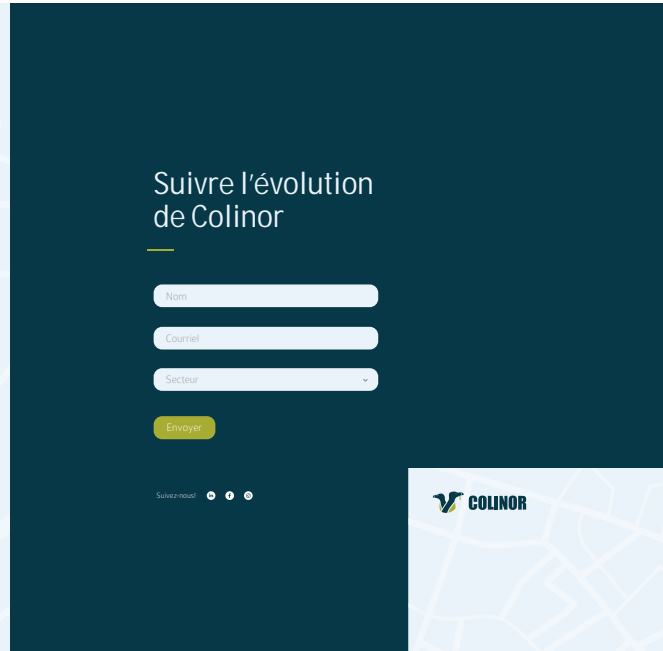 Suivre l'évolution
de Colinor
Nom
Courriel
Secteur
Envoyer
Suivez-nous!
COLINOR